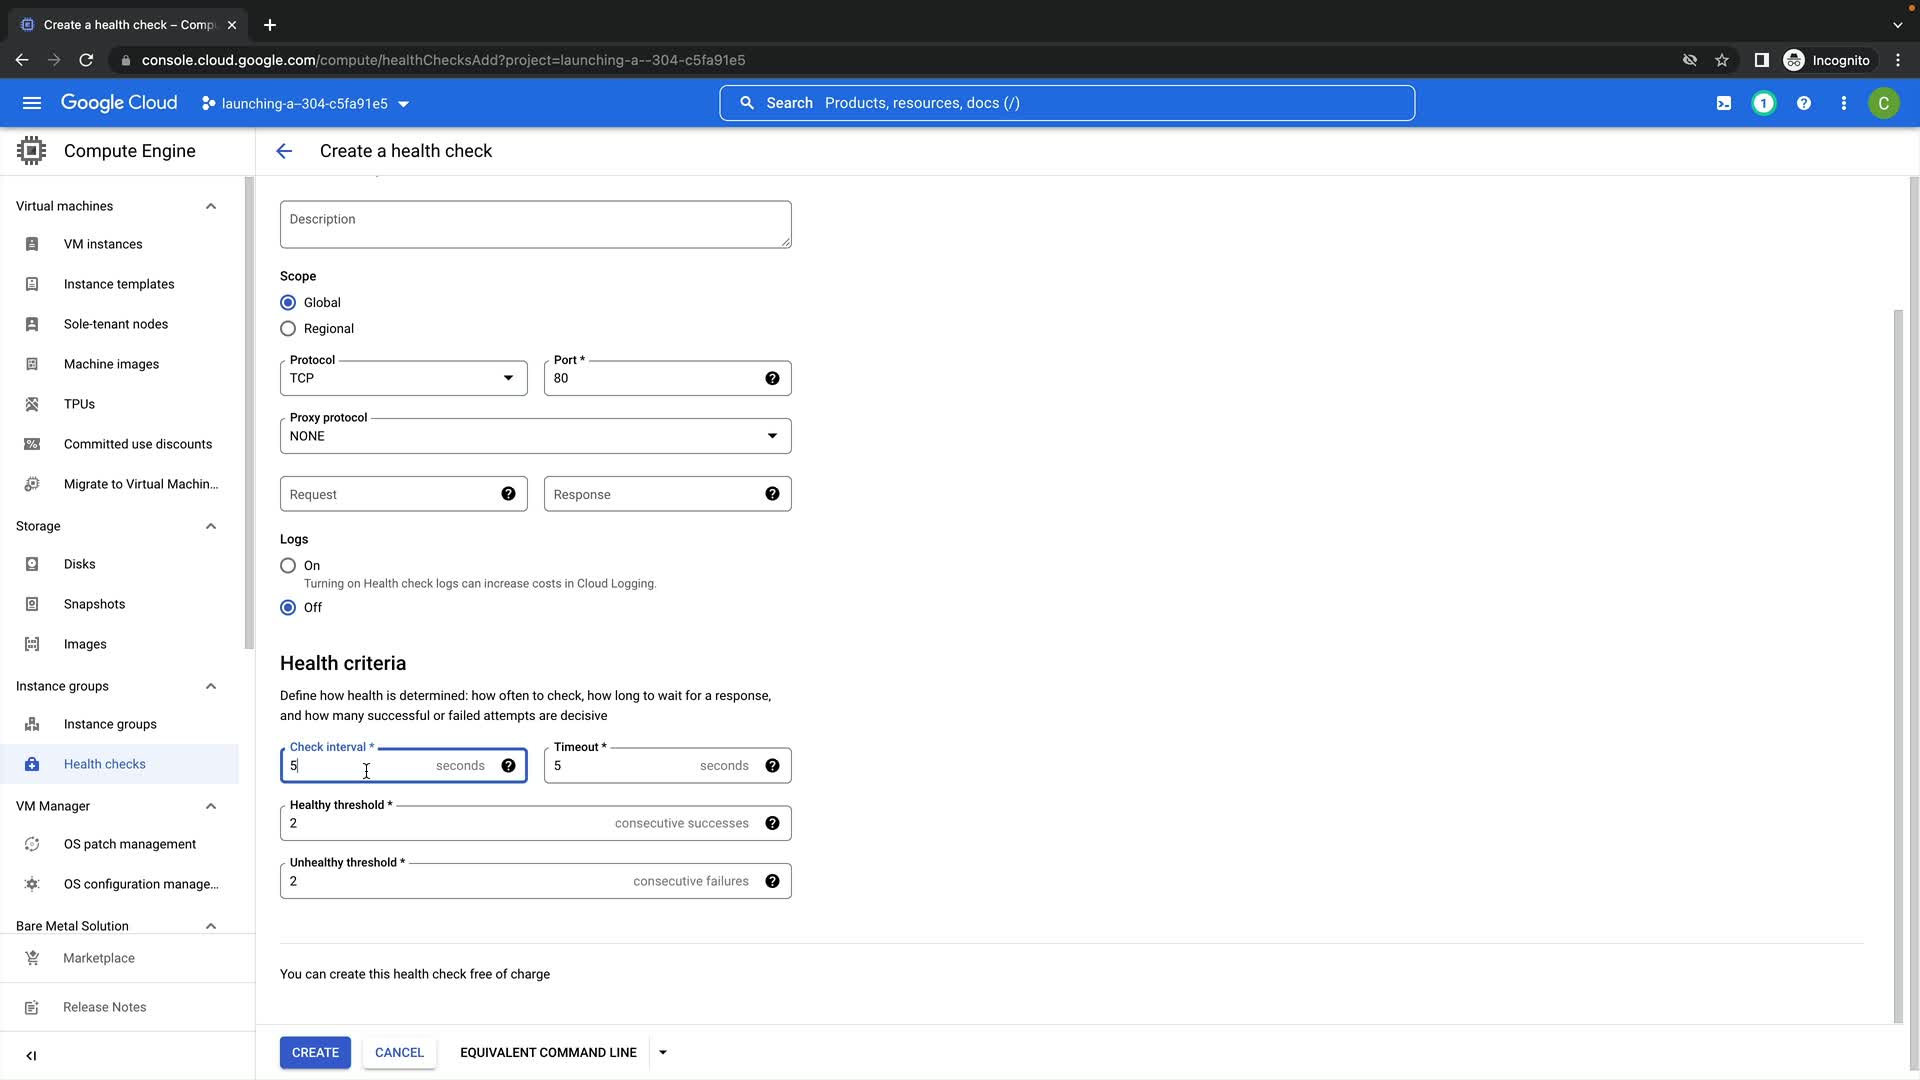 Create a health check – Comp
console.cloud.google.com/compute/healthChecksAdd?project=launching-a--304-c5fa91e5
Incognito
Google Cloud
launching-a--304-c5fa91e5
Search Products, resources, docs (/)
1
C
Compute Engine
Create a health check
Virtual machines
VM instances
Instance templates
Sole-tenant nodes
Machine images
TPUs
Committed use discounts
Migrate to Virtual Machin...
Storage
Disks
Snapshots
Images
Instance groups
Instance groups
Health checks
VM Manager
OS patch management
OS configuration manage...
Bare Metal Solution
Marketplace
Release Notes
Description
Scope
Global
Regional
Protocol
TCP
Port *
80
Proxy protocol
NONE
Request
Response
Logs
On
Turning on Health check logs can increase costs in Cloud Logging.
Off
Health criteria
Define how health is determined: how often to check, how long to wait for a response,
and how many successful or failed attempts are decisive
Check interval *
5 seconds
Timeout *
5 seconds
Healthy threshold *
2 consecutive successes
Unhealthy threshold *
2 consecutive failures
You can create this health check free of charge
CREATE
CANCEL
EQUIVALENT COMMAND LINE